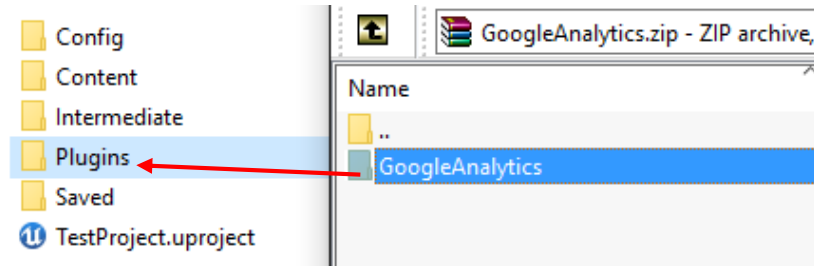 Config
Content
Intermediate
Plugins
Saved
TestProject.uproject
GoogleAnalytics.zip - ZIP archive,
Name
..
GoogleAnalytics